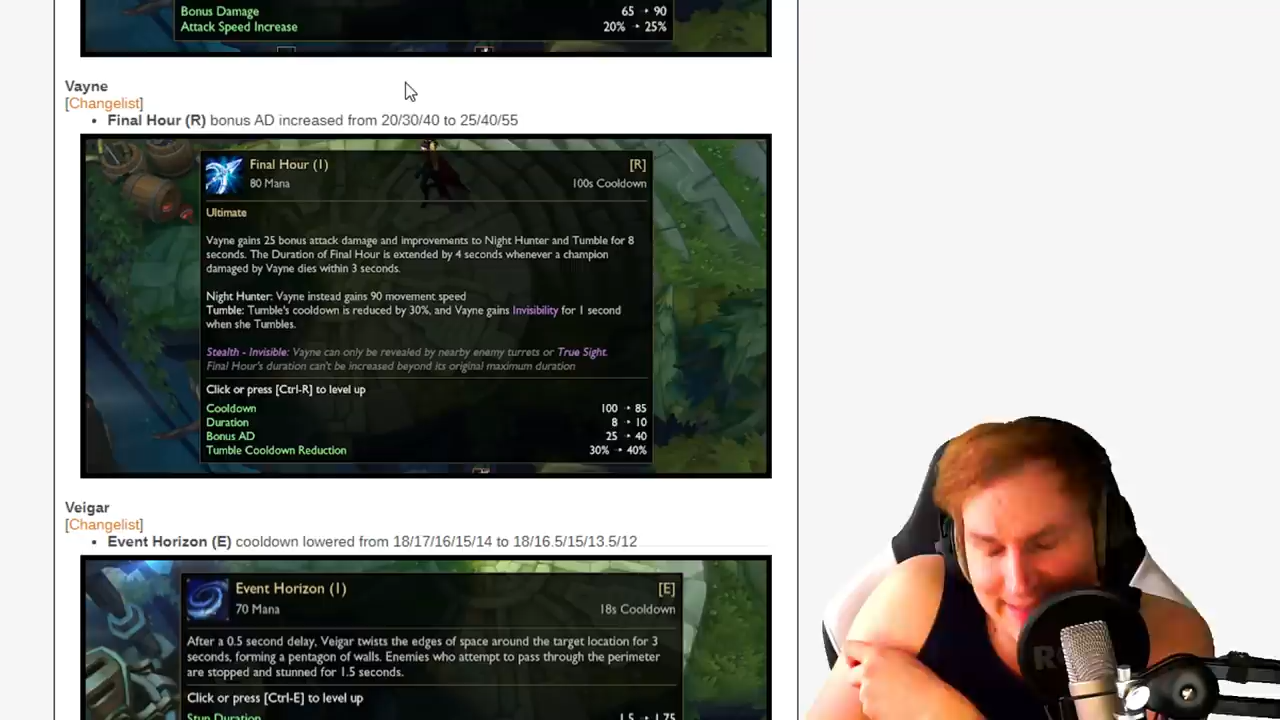 Bonus Damage 65 → 90
Attack Speed Increase 20% → 25%
Vayne
[Changelist]
• Final Hour (R) bonus AD increased from 20/30/40 to 25/40/55
Final Hour (1) [R]
80 Mana 100s Cooldown
Ultimate
Vayne gains 25 bonus attack damage and improvements to Night Hunter and Tumble for 8
seconds. The Duration of Final Hour is extended by 4 seconds whenever a champion
damaged by Vayne dies within 3 seconds.
Night Hunter: Vayne instead gains 90 movement speed
Tumble: Tumble's cooldown is reduced by 30%, and Vayne gains Invisibility for 1 second
when she Tumbles.
Stealth - Invisible: Vayne can only be revealed by nearby enemy turrets or True Sight.
Final Hour's duration can't be increased beyond its original maximum duration
Click or press [Ctrl-R] to level up
Cooldown 100 → 85
Duration 8 → 10
Bonus AD 25 → 40
Tumble Cooldown Reduction 30% → 40%
Veigar
[Changelist]
• Event Horizon (E) cooldown lowered from 18/17/16/15/14 to 18/16.5/15/13.5/12
Event Horizon (1) [E]
70 Mana 18s Cooldown
After a 0.5 second delay, Veigar twists the edges of space around the target location for 3
seconds, forming a pentagon of walls. Enemies who attempt to pass through the perimeter
are stopped and stunned for 1.5 seconds.
Click or press [Ctrl-E] to level up
Stun Duration 1.5 → 1.75